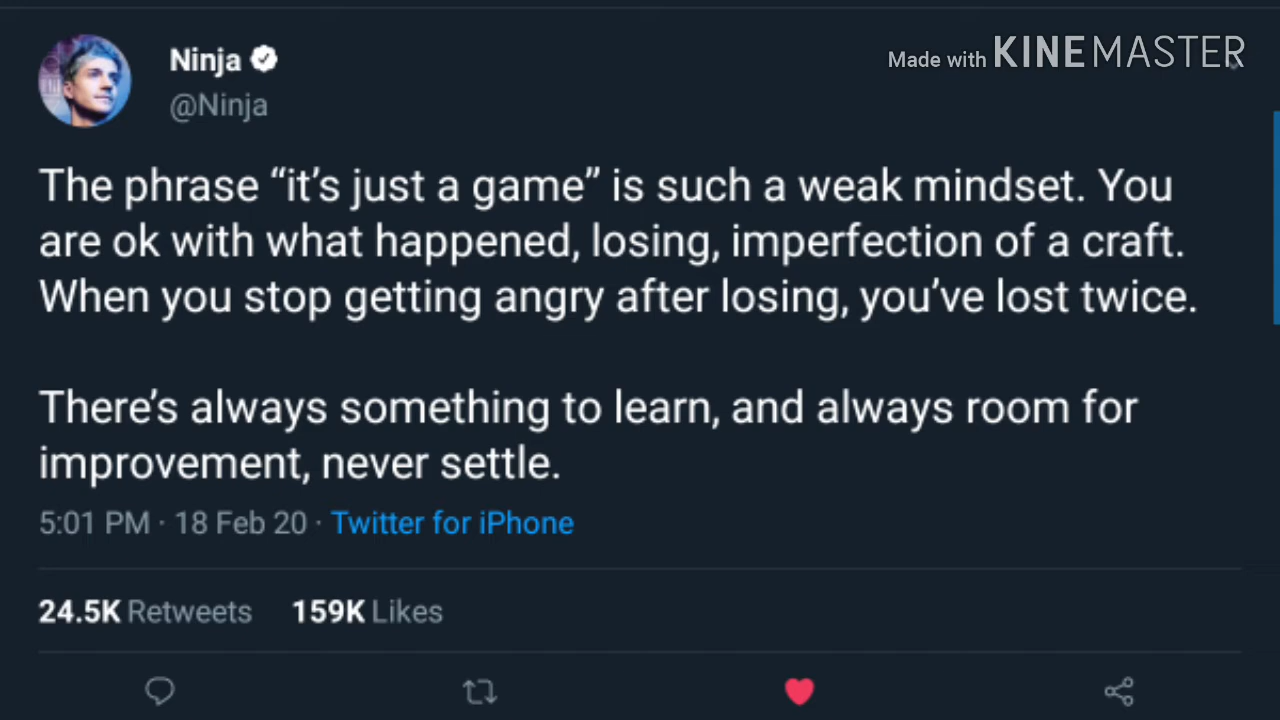 Ninja
Made with KINEMASTER
@Ninja
The phrase “it’s just a game” is such a weak mindset. You
are ok with what happened, losing, imperfection of a craft.
When you stop getting angry after losing, you’ve lost twice.
There’s always something to learn, and always room for
improvement, never settle.
5:01 PM · 18 Feb 20 · Twitter for iPhone
24.5K Retweets 159K Likes